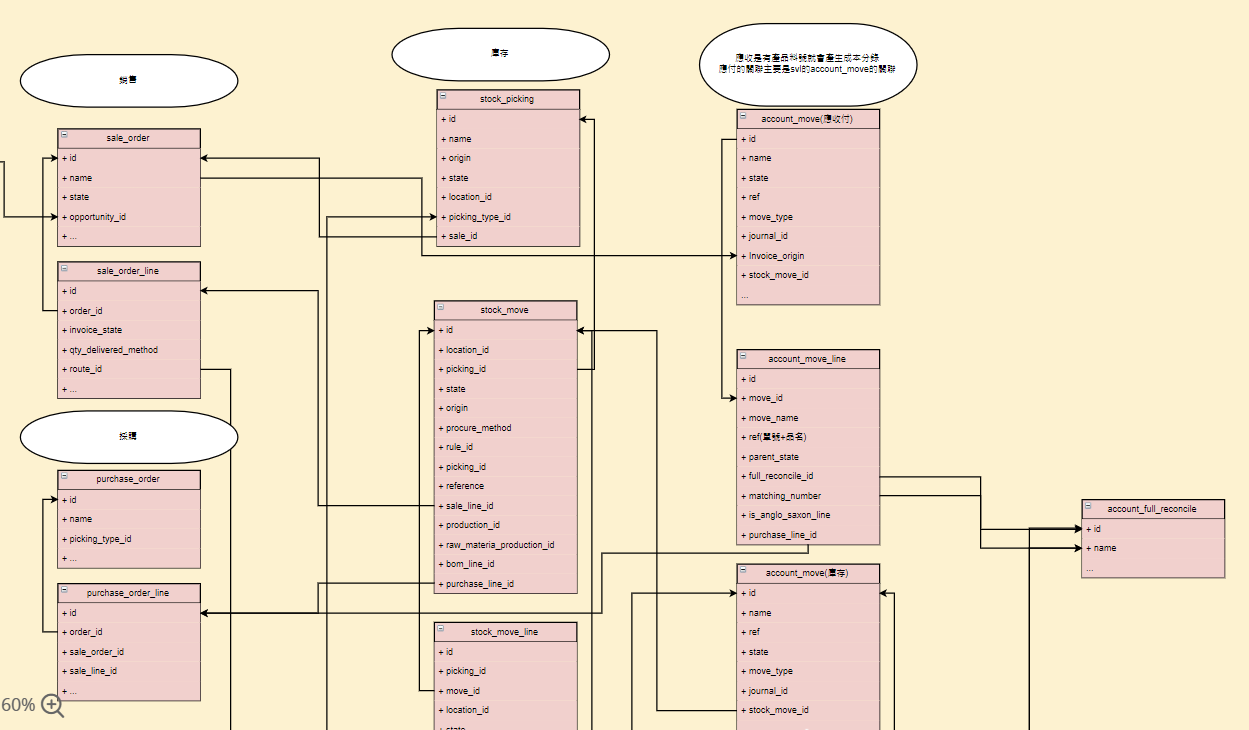 銷售
sale_order
+ id
+ name
+ state
+ opportunity_id
+ ...
sale_order_line
+ id
+ order_id
+ invoice_state
+ qty_delivered_method
+ route_id
+ ...
採購
purchase_order
+ id
+ name
+ picking_type_id
+ ...
purchase_order_line
+ id
+ order_id
+ sale_order_id
+ sale_line_id
+ ...
60%
庫存
stock_picking
+ id
+ name
+ origin
+ state
+ location_id
+ picking_type_id
+ sale_id
stock_move
+ id
+ location_id
+ picking_id
+ state
+ origin
+ procure_method
+ rule_id
+ picking_id
+ reference
+ sale_line_id
+ production_id
+ raw_materia_production_id
+ bom_line_id
+ purchase_line_id
stock_move_line
+ id
+ picking_id
+ move_id
+ location_id
+ state
應收是有產品料號就會產生成本分錄
應付的關聯主要是svl的account_move的關聯
account_move(應收付)
+ id
+ name
+ state
+ ref
+ move_type
+ journal_id
+ Invoice_origin
+ stock_move_id
...
account_move_line
+ id
+ move_id
+ move_name
+ ref(單號+品名)
+ parent_state
+ full_reconcile_id
+ matching_number
+ is_anglo_saxon_line
+ purchase_line_id
account_move(庫存)
+ id
+ name
+ ref
+ state
+ move_type
+ journal_id
+ stock_move_id
account_full_reconcile
+ id
+ name
...